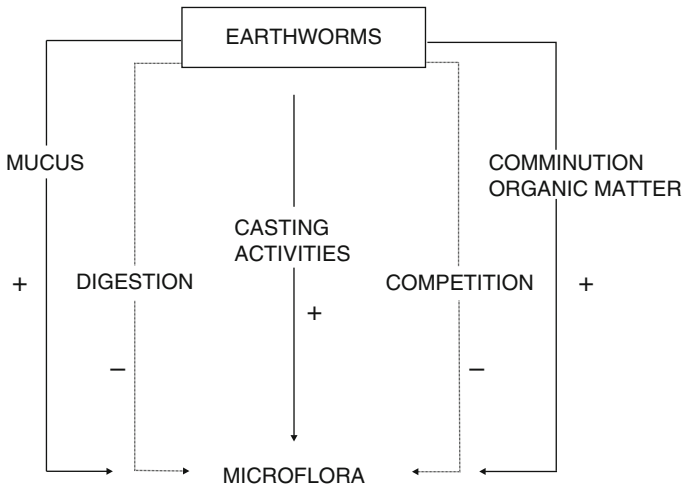 EARTHWORMS
MUCUS
COMMINUTION
ORGANIC MATTER
CASTING
ACTIVITIES
+
DIGESTION
COMPETITION
+
+
−
−
MICROFLORA